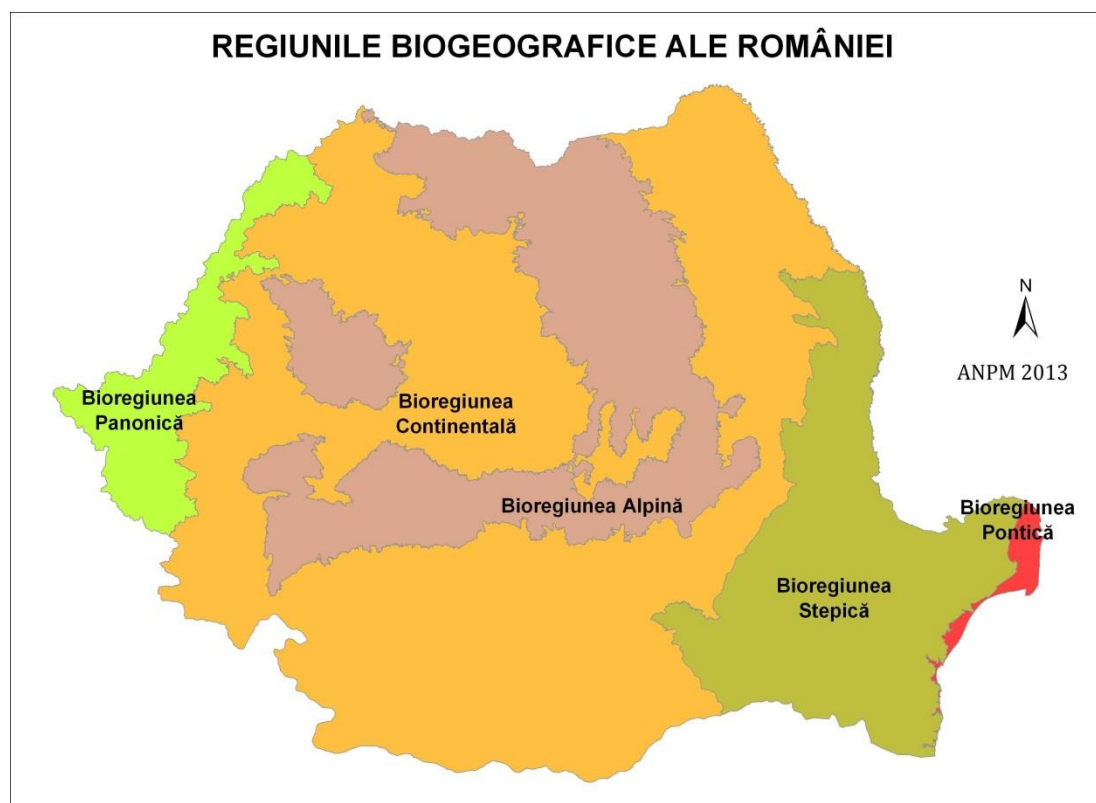 REGIUNILE BIOGEOGRAFICE ALE ROMÂNIEI
N
ANPM 2013
Bioregiunea
Panonică
Bioregiunea
Continentală
Bioregiunea Alpină
Bioregiunea
Pontică
Bioregiunea
Stepică